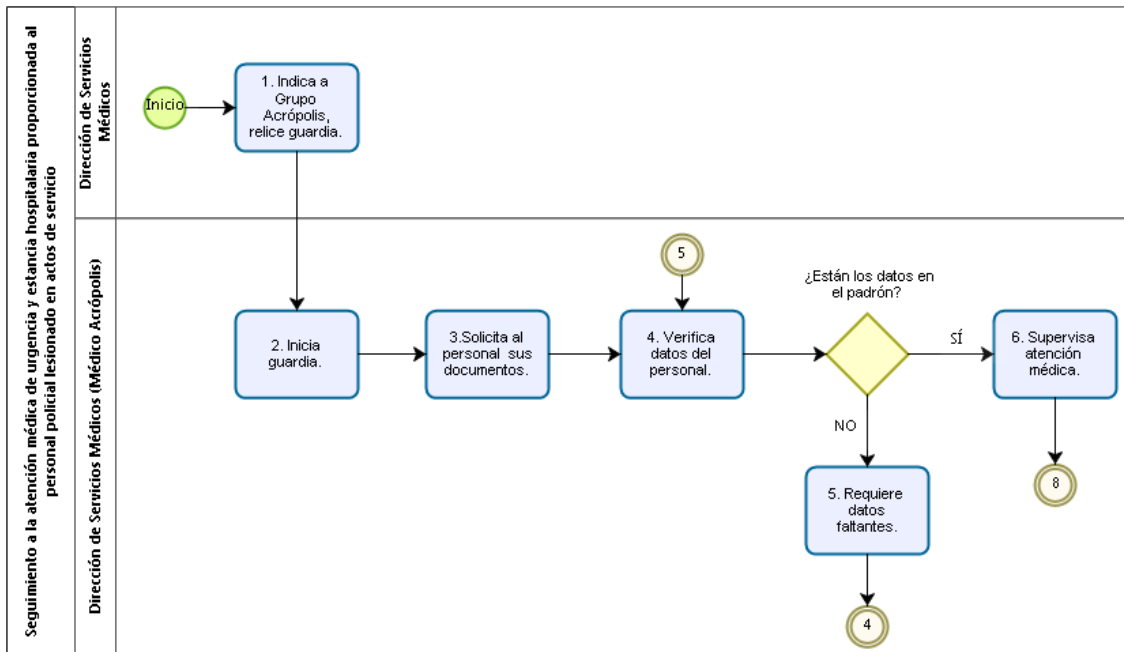 Seguimiento a la atención médica de urgencia y estancia hospitalaria proporcionada al
personal policial lesionado en actos de servicio
Dirección de Servicios
Médicos
Inicio
1. Indica a
Grupo
Acrópolis,
relice guardia.
Dirección de Servicios Médicos (Médico Acrópolis)
2. Inicia
guardia.
3.Solicita al
personal sus
documentos.
5
4. Verifica
datos del
personal.
¿Están los datos en
el padrón?
SÍ
6. Supervisa
atención
médica.
8
NO
5. Requiere
datos
faltantes.
4